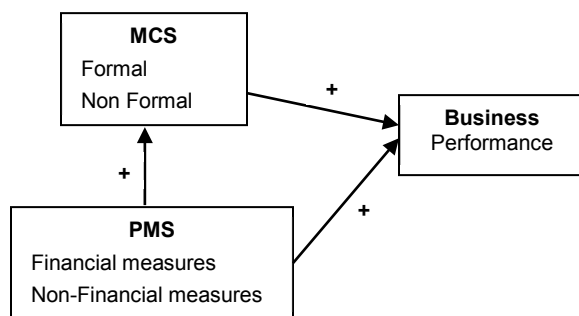 MCS
Formal
Non Formal
+
Business
Performance
+
+
PMS
Financial measures
Non-Financial measures